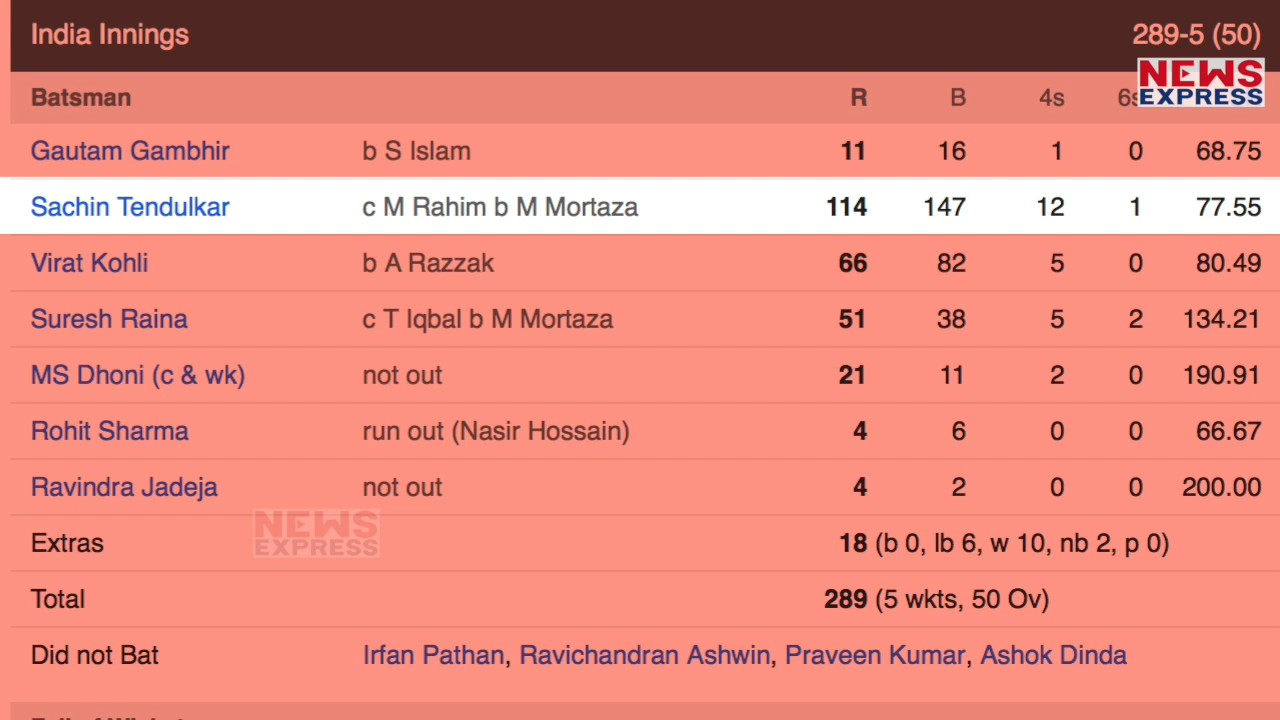 India Innings 289-5 (50)
NEWS
EXPRESS
Batsman R B 4s 6s
Gautam Gambhir b S Islam 11 16 1 0 68.75
Sachin Tendulkar c M Rahim b M Mortaza 114 147 12 1 77.55
Virat Kohli b A Razzak 66 82 5 0 80.49
Suresh Raina c T Iqbal b M Mortaza 51 38 5 2 134.21
MS Dhoni (c & wk) not out 21 11 2 0 190.91
Rohit Sharma run out (Nasir Hossain) 4 6 0 0 66.67
Ravindra Jadeja not out 4 2 0 0 200.00
NEWS
EXPRESS
Extras 18 (b 0, lb 6, w 10, nb 2, p 0)
Total 289 (5 wkts, 50 Ov)
Did not Bat Irfan Pathan, Ravichandran Ashwin, Praveen Kumar, Ashok Dinda